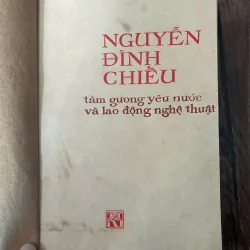 NGUYỄN
ĐÌNH
CHIỂU
tấm gương yêu nước
và lao động nghệ thuật